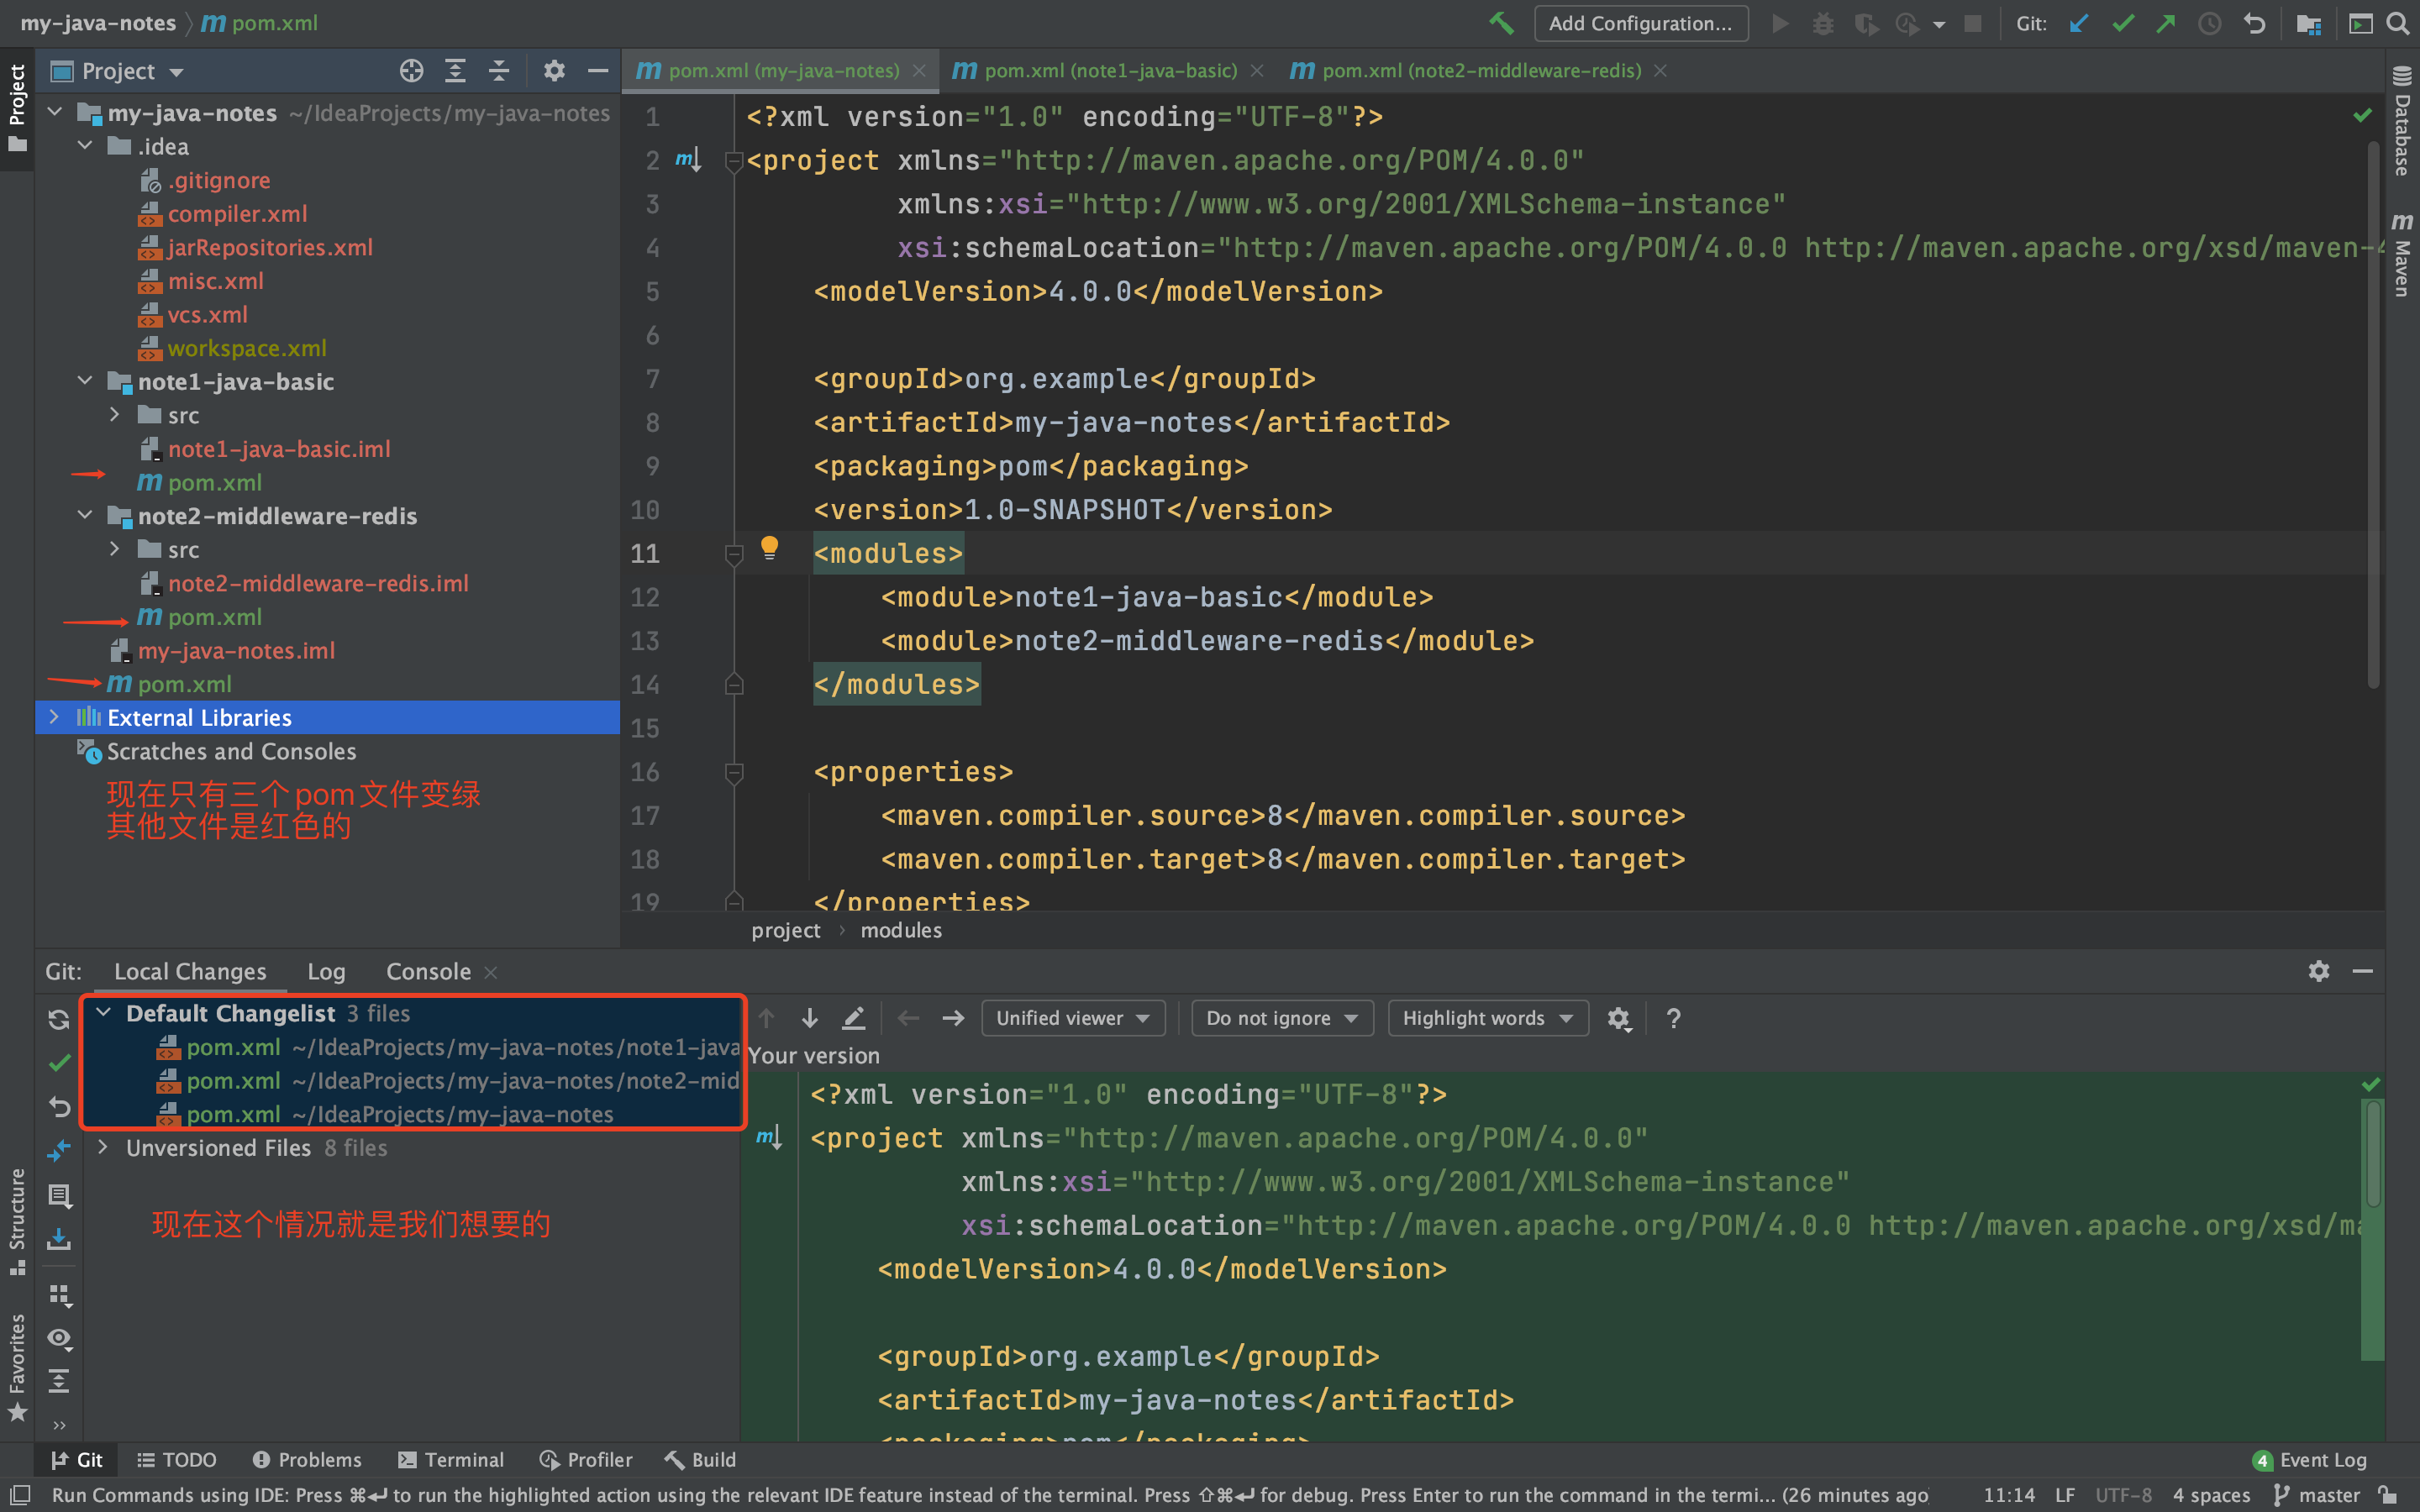 my-java-notes pom.xml
Add Configuration...
Git:
Project
Project
pom.xml (my-java-notes)
pom.xml (note1-java-basic)
pom.xml (note2-middleware-redis)
my-java-notes ~/IdeaProjects/my-java-notes
.idea
.gitignore
compiler.xml
jarRepositories.xml
misc.xml
vcs.xml
workspace.xml
note1-java-basic
src
note1-java-basic.iml
pom.xml
note2-middleware-redis
src
note2-middleware-redis.iml
pom.xml
my-java-notes.iml
pom.xml
External Libraries
Scratches and Consoles
现在只有三个pom文件变绿
其他文件是红色的
1 <?xml version="1.0" encoding="UTF-8"?>
2 <project xmlns="http://maven.apache.org/POM/4.0.0"
3 xmlns:xsi="http://www.w3.org/2001/XMLSchema-instance"
4 xsi:schemaLocation="http://maven.apache.org/POM/4.0.0 http://maven.apache.org/xsd/maven-4
5 <modelVersion>4.0.0</modelVersion>
6
7 <groupId>org.example</groupId>
8 <artifactId>my-java-notes</artifactId>
9 <packaging>pom</packaging>
10 <version>1.0-SNAPSHOT</version>
11 <modules>
12 <module>note1-java-basic</module>
13 <module>note2-middleware-redis</module>
14 </modules>
15
16 <properties>
17 <maven.compiler.source>8</maven.compiler.source>
18 <maven.compiler.target>8</maven.compiler.target>
19 </properties>
project › modules
Database
Maven
Git: Local Changes Log Console
Default Changelist 3 files
pom.xml ~/IdeaProjects/my-java-notes/note1-java
pom.xml ~/IdeaProjects/my-java-notes/note2-mid
pom.xml ~/IdeaProjects/my-java-notes
Unversioned Files 8 files
现在这个情况就是我们想要的
Unified viewer
Do not ignore
Highlight words
?
Your version
<?xml version="1.0" encoding="UTF-8"?>
<project xmlns="http://maven.apache.org/POM/4.0.0"
xmlns:xsi="http://www.w3.org/2001/XMLSchema-instance"
xsi:schemaLocation="http://maven.apache.org/POM/4.0.0 http://maven.apache.org/xsd/ma
<modelVersion>4.0.0</modelVersion>
<groupId>org.example</groupId>
<artifactId>my-java-notes</artifactId>
<packaging>pom</packaging>
Structure
Favorites
Git TODO Problems Terminal Profiler Build
4 Event Log
Run Commands using IDE: Press ⌘↵ to run the highlighted action using the relevant IDE feature instead of the terminal. Press ⇧⌘↵ for debug. Press Enter to run the command in the termi... (26 minutes ago
11:14 LF UTF-8 4 spaces master